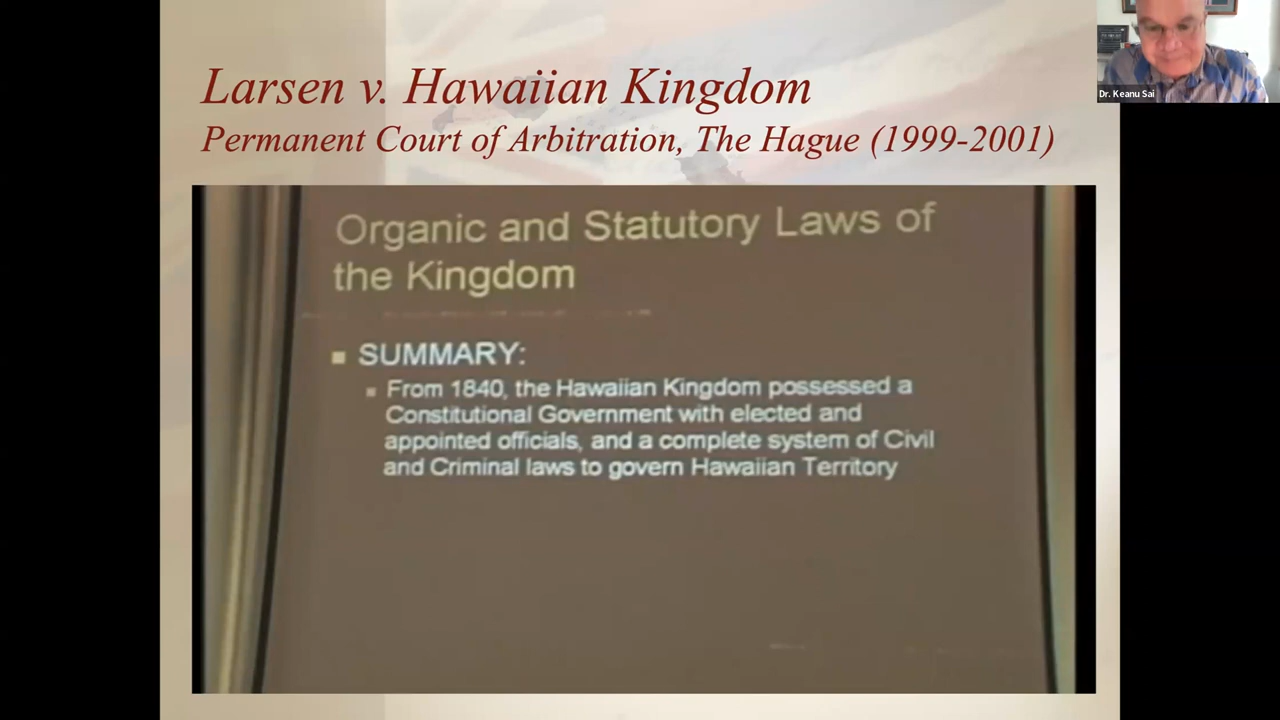 Larsen v. Hawaiian Kingdom
Permanent Court of Arbitration, The Hague (1999-2001)
Dr. Keanu Sai
Organic and Statutory Laws of
the Kingdom
SUMMARY:
From 1840, the Hawaiian Kingdom possessed a
Constitutional Government with elected and
appointed officials, and a complete system of Civil
and Criminal laws to govern Hawaiian Territory